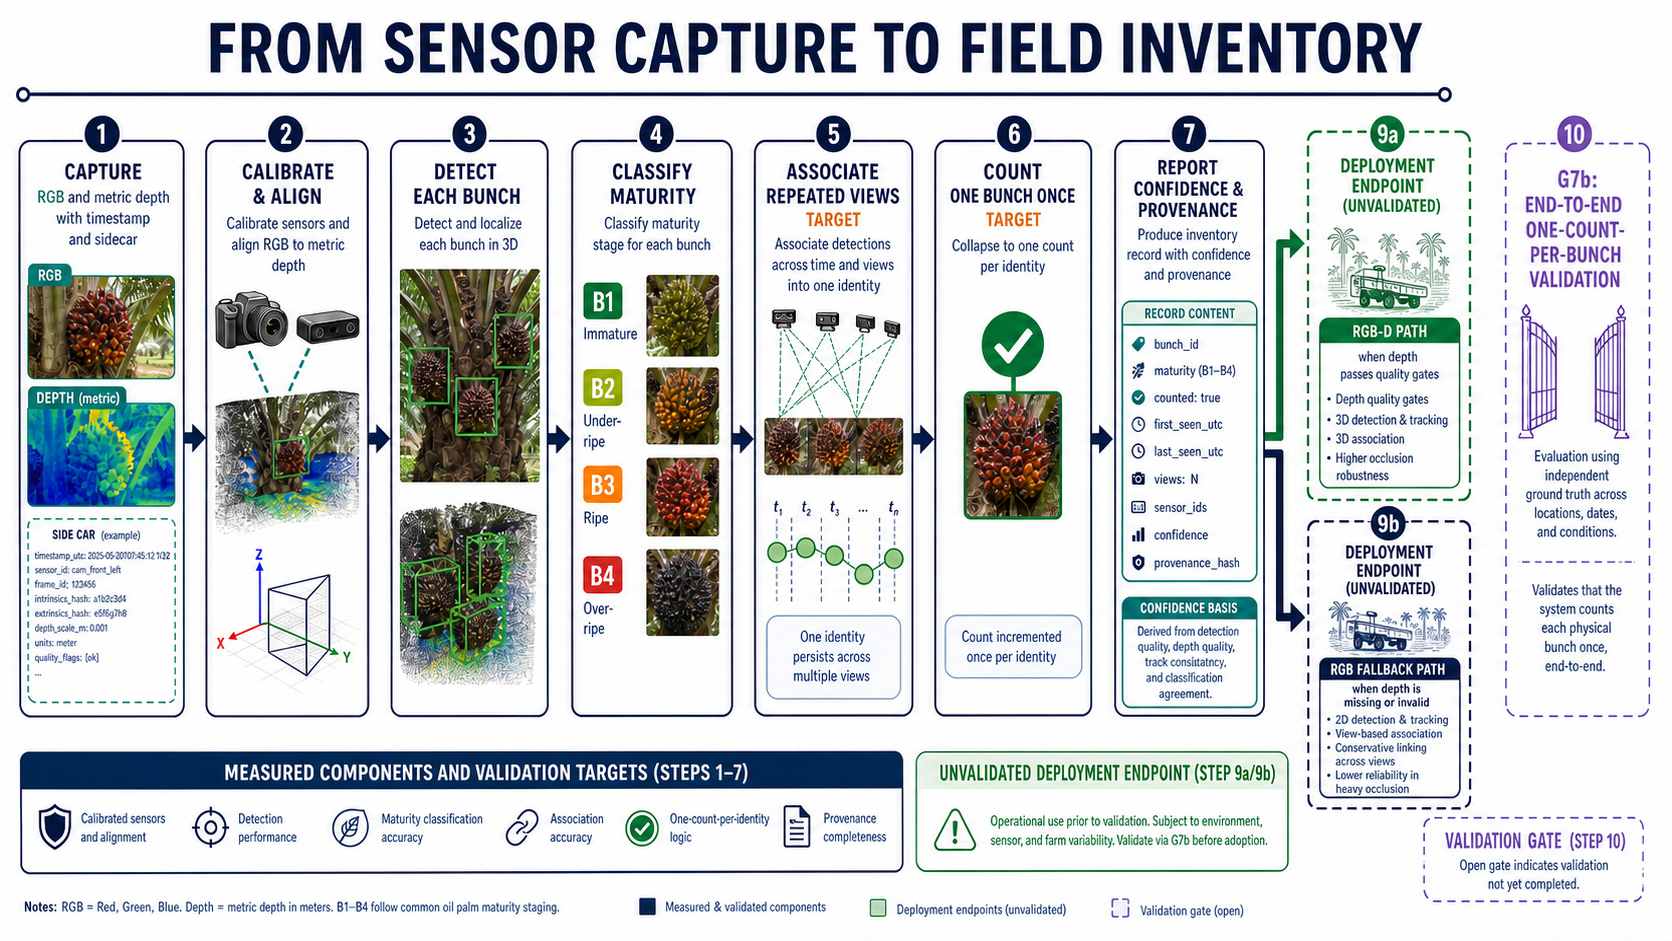 FROM SENSOR CAPTURE TO FIELD INVENTORY
1
CAPTURE
RGB and metric depth
with timestamp
and sidecar
RGB
DEPTH (metric)
SIDE CAR (example)
sensor_id: cam_front_left
frame_id: 123456
intrinsics_hash: a1b2c3d4
extrinsics_hash: e5f6g7h8
depth_scale_m: 0.001
units: meter
quality_flags: [ok]
...
2
CALIBRATE
& ALIGN
Calibrate sensors and
align RGB to metric
depth
Z
X
Y
3
DETECT
EACH BUNCH
Detect and localize
each bunch in 3D
4
CLASSIFY
MATURITY
Classify maturity
stage for each bunch
B1
Immature
B2
Under-
ripe
B3
Ripe
B4
Over-
ripe
5
ASSOCIATE
REPEATED VIEWS
TARGET
Associate detections
across time and views
into one identity
t1 t2 t3 ... tn
One identity
persists across
multiple views
6
COUNT
ONE BUNCH ONCE
TARGET
Collapse to one count
per identity
Count incremented
once per identity
7
REPORT
CONFIDENCE &
PROVENANCE
Produce inventory
record with confidence
and provenance
RECORD CONTENT
bunch_id
maturity (B1–B4)
counted: true
first_seen_utc
last_seen_utc
views: N
sensor_ids
confidence
provenance_hash
CONFIDENCE BASIS
Derived from detection
quality, depth quality,
track consistency,
and classification
agreement.
9a
DEPLOYMENT
ENDPOINT
(UNVALIDATED)
RGB-D PATH
when depth
passes quality gates
• Depth quality gates
• 3D detection & tracking
• 3D association
• Higher occlusion
robustness
9b
DEPLOYMENT
ENDPOINT
(UNVALIDATED)
RGB FALLBACK PATH
when depth is
missing or invalid
• 2D detection & tracking
• View-based association
• Conservative linking
across views
• Lower reliability in
heavy occlusion
10
G7b:
END-TO-END
ONE-COUNT-
PER-BUNCH
VALIDATION
Evaluation using
independent
ground truth across
locations, dates,
and conditions.
Validates that the
system counts
each physical
bunch once,
end-to-end.
MEASURED COMPONENTS AND VALIDATION TARGETS (STEPS 1–7)
Calibrated sensors
and alignment
Detection
performance
Maturity classification
accuracy
Association
accuracy
One-count-per-identity
logic
Provenance
completeness
UNVALIDATED DEPLOYMENT ENDPOINT (STEP 9a/9b)
Operational use prior to validation. Subject to environment,
sensor, and farm variability. Validate via G7b before adoption.
VALIDATION GATE (STEP 10)
Open gate indicates validation
not yet completed.
Notes: RGB = Red, Green, Blue. Depth = metric depth in meters. B1–B4 follow common oil palm maturity staging.
Measured & validated components
Deployment endpoints (unvalidated)
Validation gate (open)